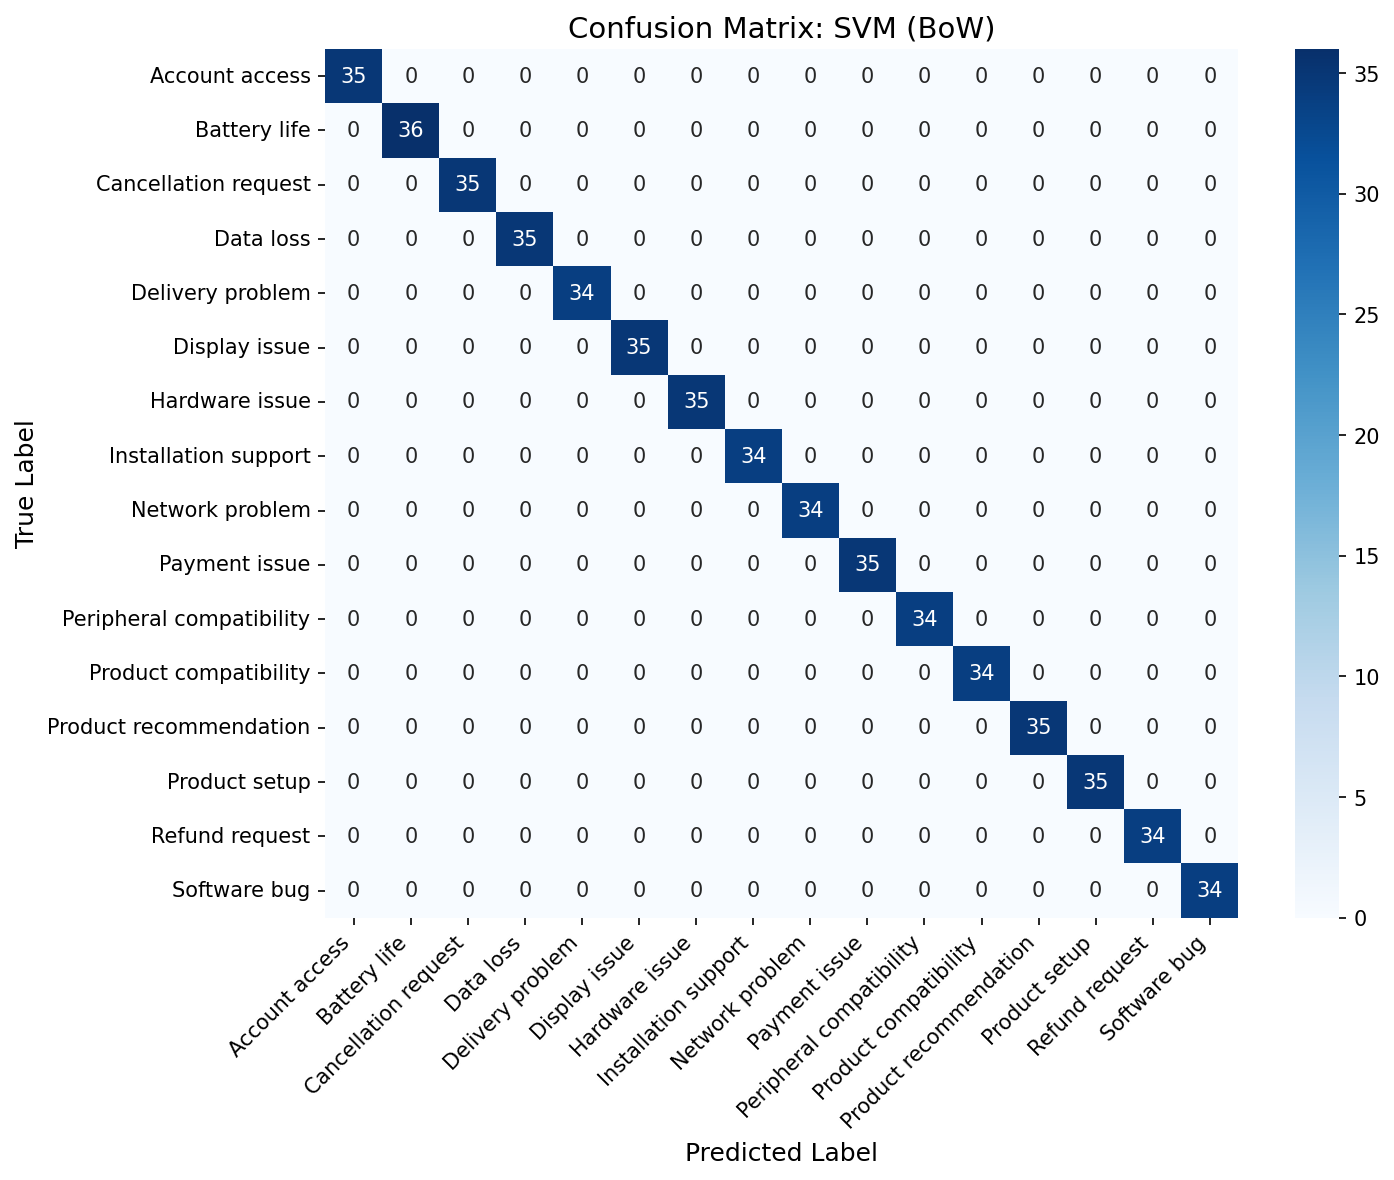 Confusion Matrix: SVM (BoW)
Account access 35 0 0 0 0 0 0 0 0 0 0 0 0 0 0 0
Battery life 0 36 0 0 0 0 0 0 0 0 0 0 0 0 0 0
Cancellation request 0 0 35 0 0 0 0 0 0 0 0 0 0 0 0 0
Data loss 0 0 0 35 0 0 0 0 0 0 0 0 0 0 0 0
Delivery problem 0 0 0 0 34 0 0 0 0 0 0 0 0 0 0 0
Display issue 0 0 0 0 0 35 0 0 0 0 0 0 0 0 0 0
Hardware issue 0 0 0 0 0 0 35 0 0 0 0 0 0 0 0 0
Installation support 0 0 0 0 0 0 0 34 0 0 0 0 0 0 0 0
Network problem 0 0 0 0 0 0 0 0 34 0 0 0 0 0 0 0
Payment issue 0 0 0 0 0 0 0 0 0 35 0 0 0 0 0 0
Peripheral compatibility 0 0 0 0 0 0 0 0 0 0 34 0 0 0 0 0
Product compatibility 0 0 0 0 0 0 0 0 0 0 0 34 0 0 0 0
Product recommendation 0 0 0 0 0 0 0 0 0 0 0 0 35 0 0 0
Product setup 0 0 0 0 0 0 0 0 0 0 0 0 0 35 0 0
Refund request 0 0 0 0 0 0 0 0 0 0 0 0 0 0 34 0
Software bug 0 0 0 0 0 0 0 0 0 0 0 0 0 0 0 34
True Label
Account access
Battery life
Cancellation request
Data loss
Delivery problem
Display issue
Hardware issue
Installation support
Network problem
Payment issue
Peripheral compatibility
Product compatibility
Product recommendation
Product setup
Refund request
Software bug
Predicted Label
35
30
25
20
15
10
5
0